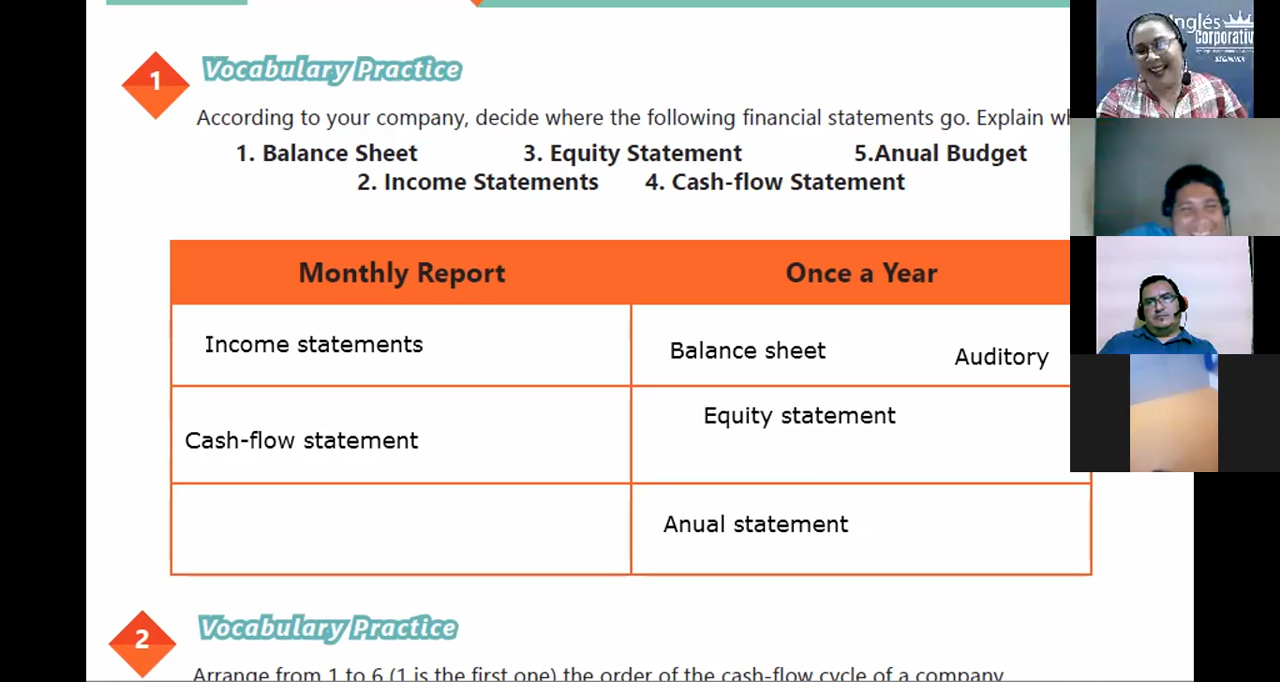 1
Vocabulary Practice
According to your company, decide where the following financial statements go. Explain
1. Balance Sheet 3. Equity Statement 5.Anual Budget
2. Income Statements 4. Cash-flow Statement
Monthly Report Once a Year
Income statements Balance sheet Auditory
Equity statement
Cash-flow statement
Anual statement
2
Vocabulary Practice
Arrange from 1 to 6 (1 is the first one) the order of the cash-flow cycle of a company
Inglés